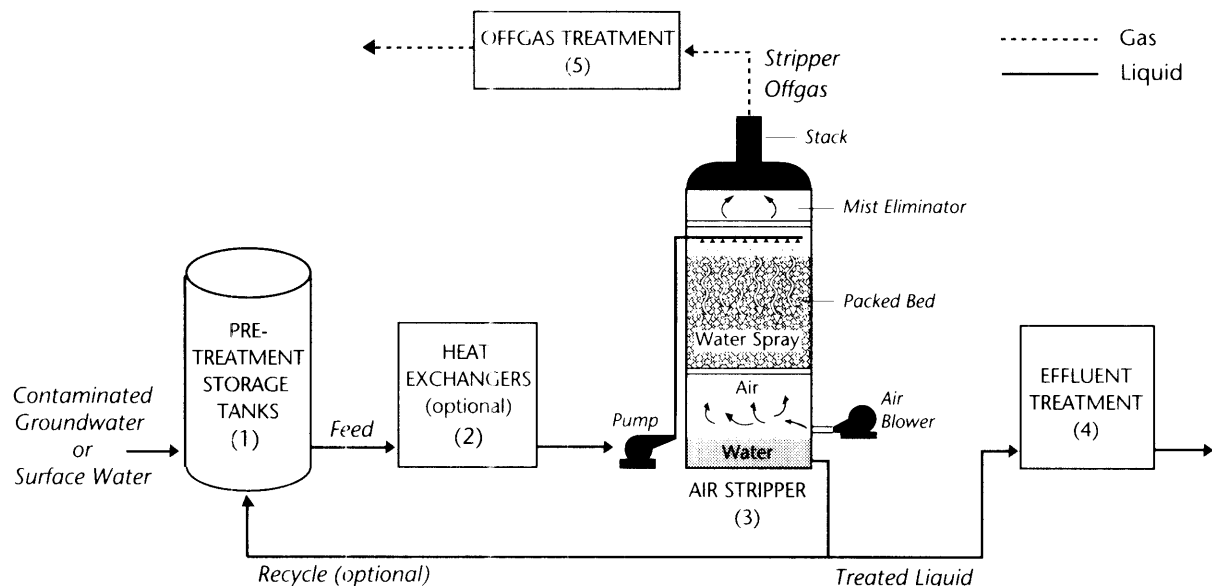 OFFGAS TREATMENT
(5)
Stripper
Offgas
Gas
Liquid
Stack
Mist Eliminator
Packed Bed
Water Spray
Air
Water
Air
Blower
Pump
AIR STRIPPER
(3)
PRE-
TREATMENT
STORAGE
TANKS
(1)
Contaminated
Groundwater
or
Surface Water
Feed
HEAT
EXCHANGERS
(optional)
(2)
EFFLUENT
TREATMENT
(4)
Recycle (optional)
Treated Liquid